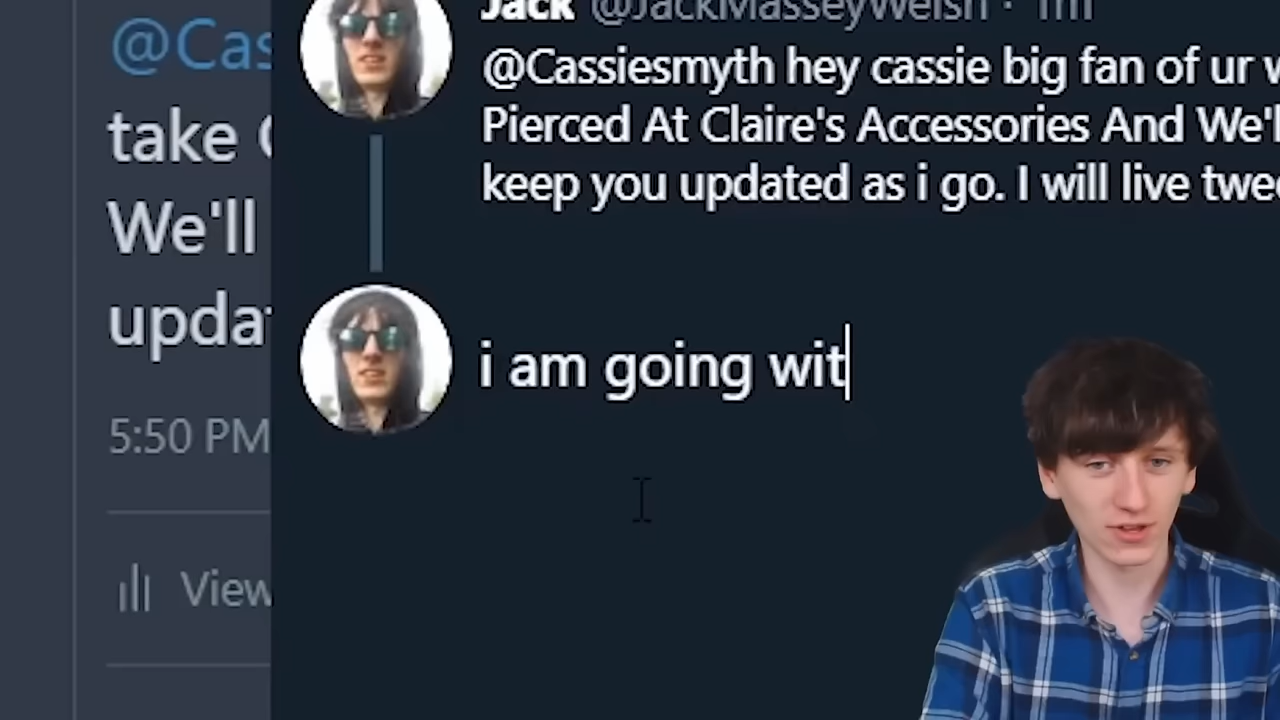 Jack @JackMasseyWelsh · 1m
@Cassiesmyth hey cassie big fan of ur
Pierced At Claire's Accessories And We'l
keep you updated as i go. I will live twe
i am going wit
@Cas
take
We'll
updat
5:50 PM
View